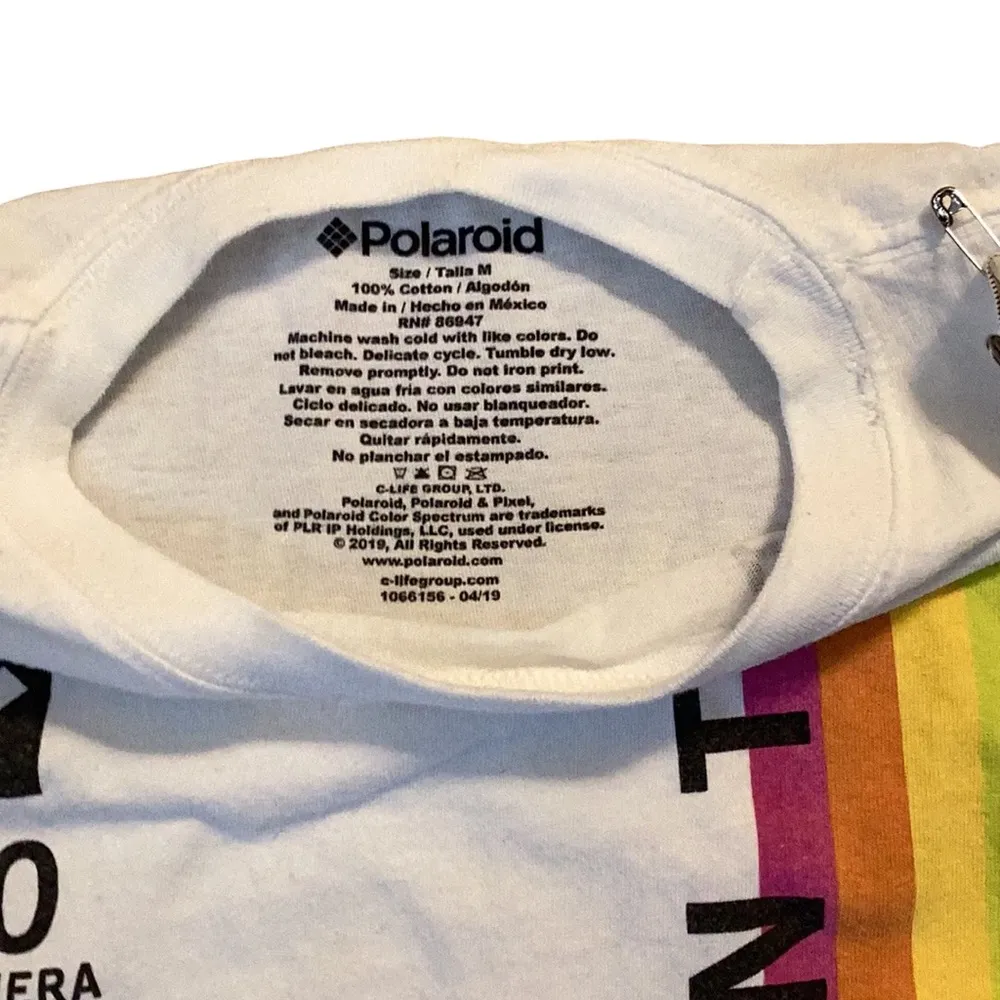 Polaroid
Size / Talla M
100% Cotton / Algodón
Made in / Hecho en México
RN# 86947
Machine wash cold with like colors. Do
not bleach. Delicate cycle. Tumble dry low.
Remove promptly. Do not iron print.
Lavar en agua fria con colores similares.
Ciclo delicado. No usar blanqueador.
Secar en secadora a baja temperatura.
Quitar rápidamente.
No planchar el estampado.
C-LIFE GROUP, LTD.
Polaroid, Polaroid & Pixel,
and Polaroid Color Spectrum are trademarks
of PLR IP Holdings, LLC, used under license.
© 2019, All Rights Reserved.
www.polaroid.com
c-lifegroup.com
1066156 - 04/19
T
N
O
ERA